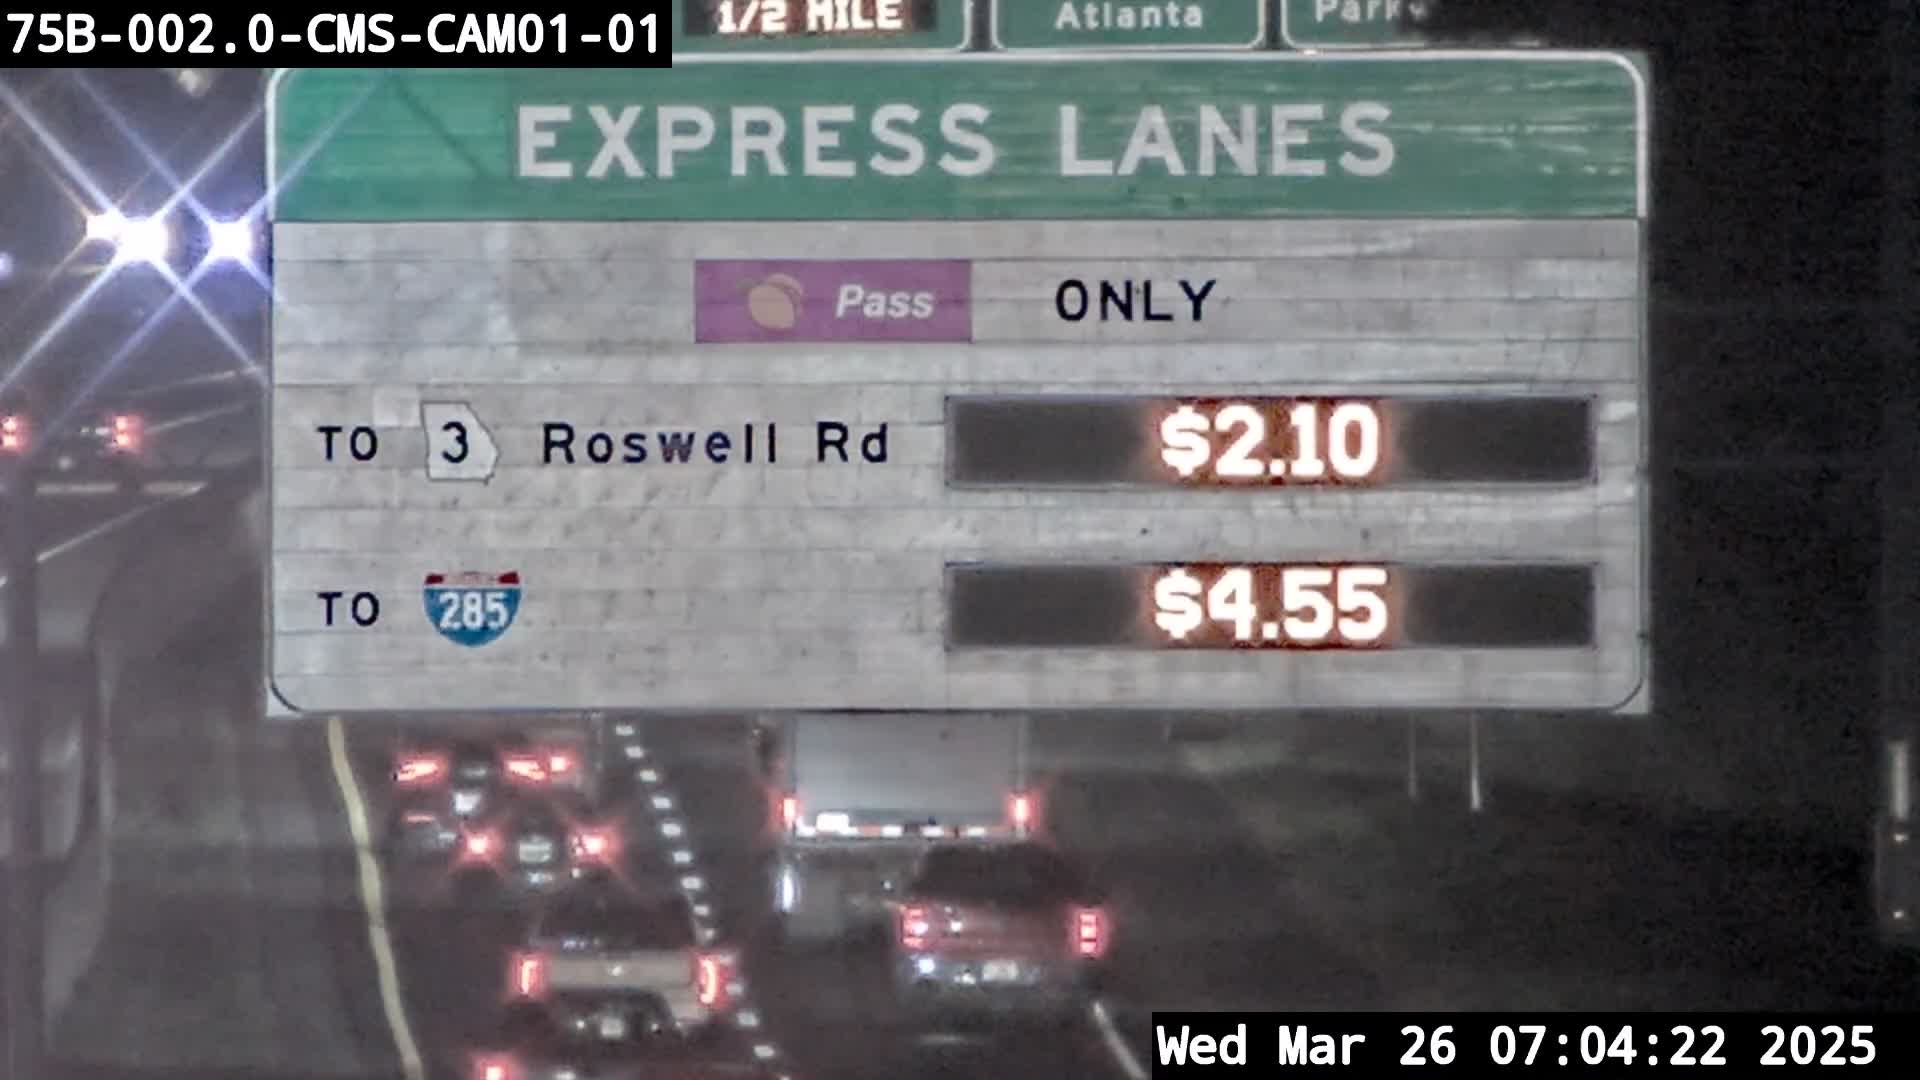 75B-002.0-CMS-CAM01-01
1/2 MILE
Atlanta
EXPRESS LANES
Pass ONLY
TO 3 Roswell Rd $2.10
TO 285 $4.55
Wed Mar 26 07:04:22 2025